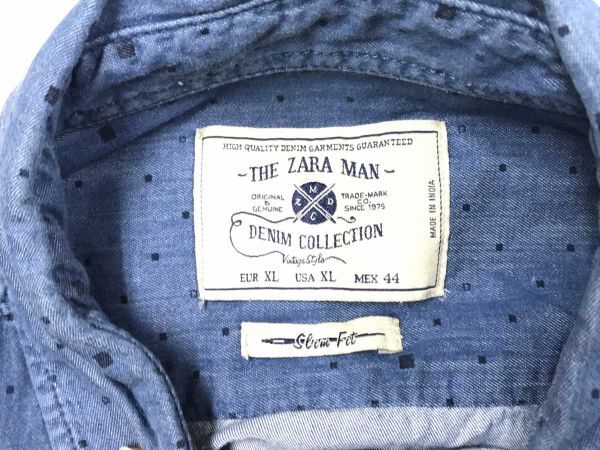 HIGH QUALITY DENIM GARMENTS GUARANTEED
- THE ZARA MAN -
ORIGINAL & GENUINE
M
Z D
C
TRADE-MARK CO. SINCE 1975
DENIM COLLECTION
Vintage Style
EUR XL USA XL MEX 44
MADE IN INDIA
Slim Fit